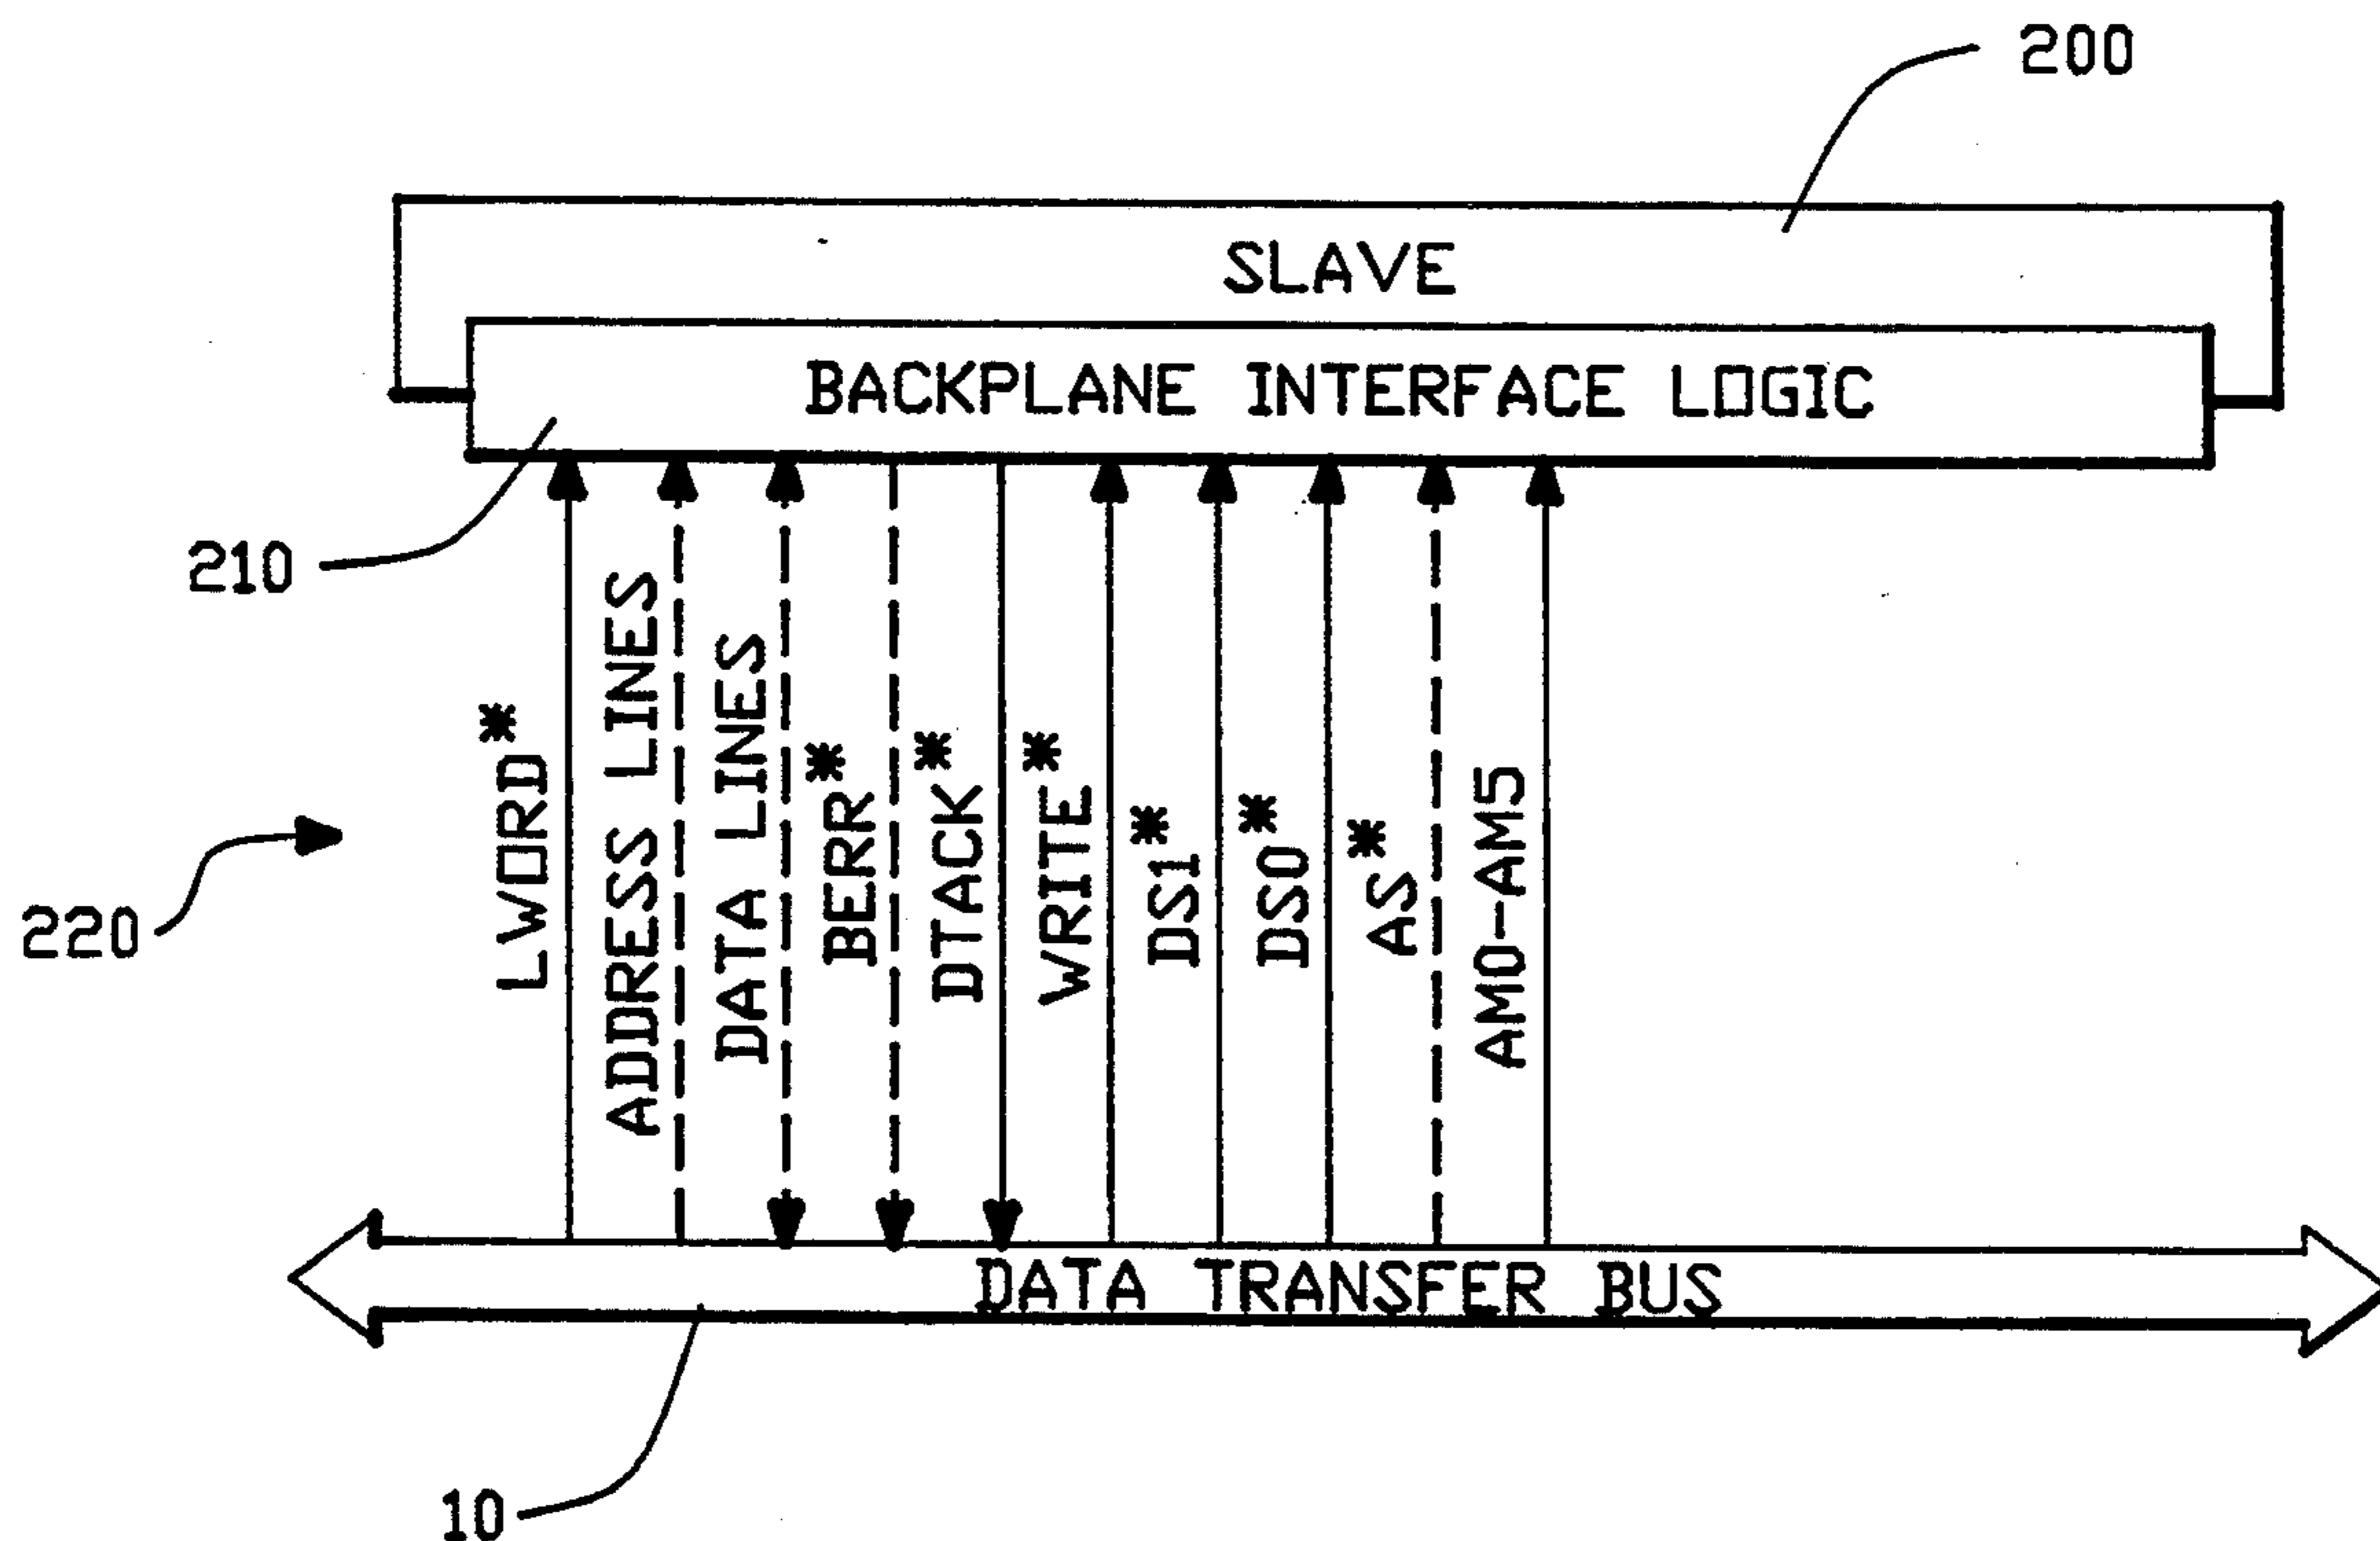 200
SLAVE
BACKPLANE INTERFACE LOGIC
210
220
LWORD*
ADDRESS LINES
DATA LINES
BERR*
DTACK*
WRITE*
DS1*
DS0*
AS*
AM0-AM5
DATA TRANSFER BUS
10